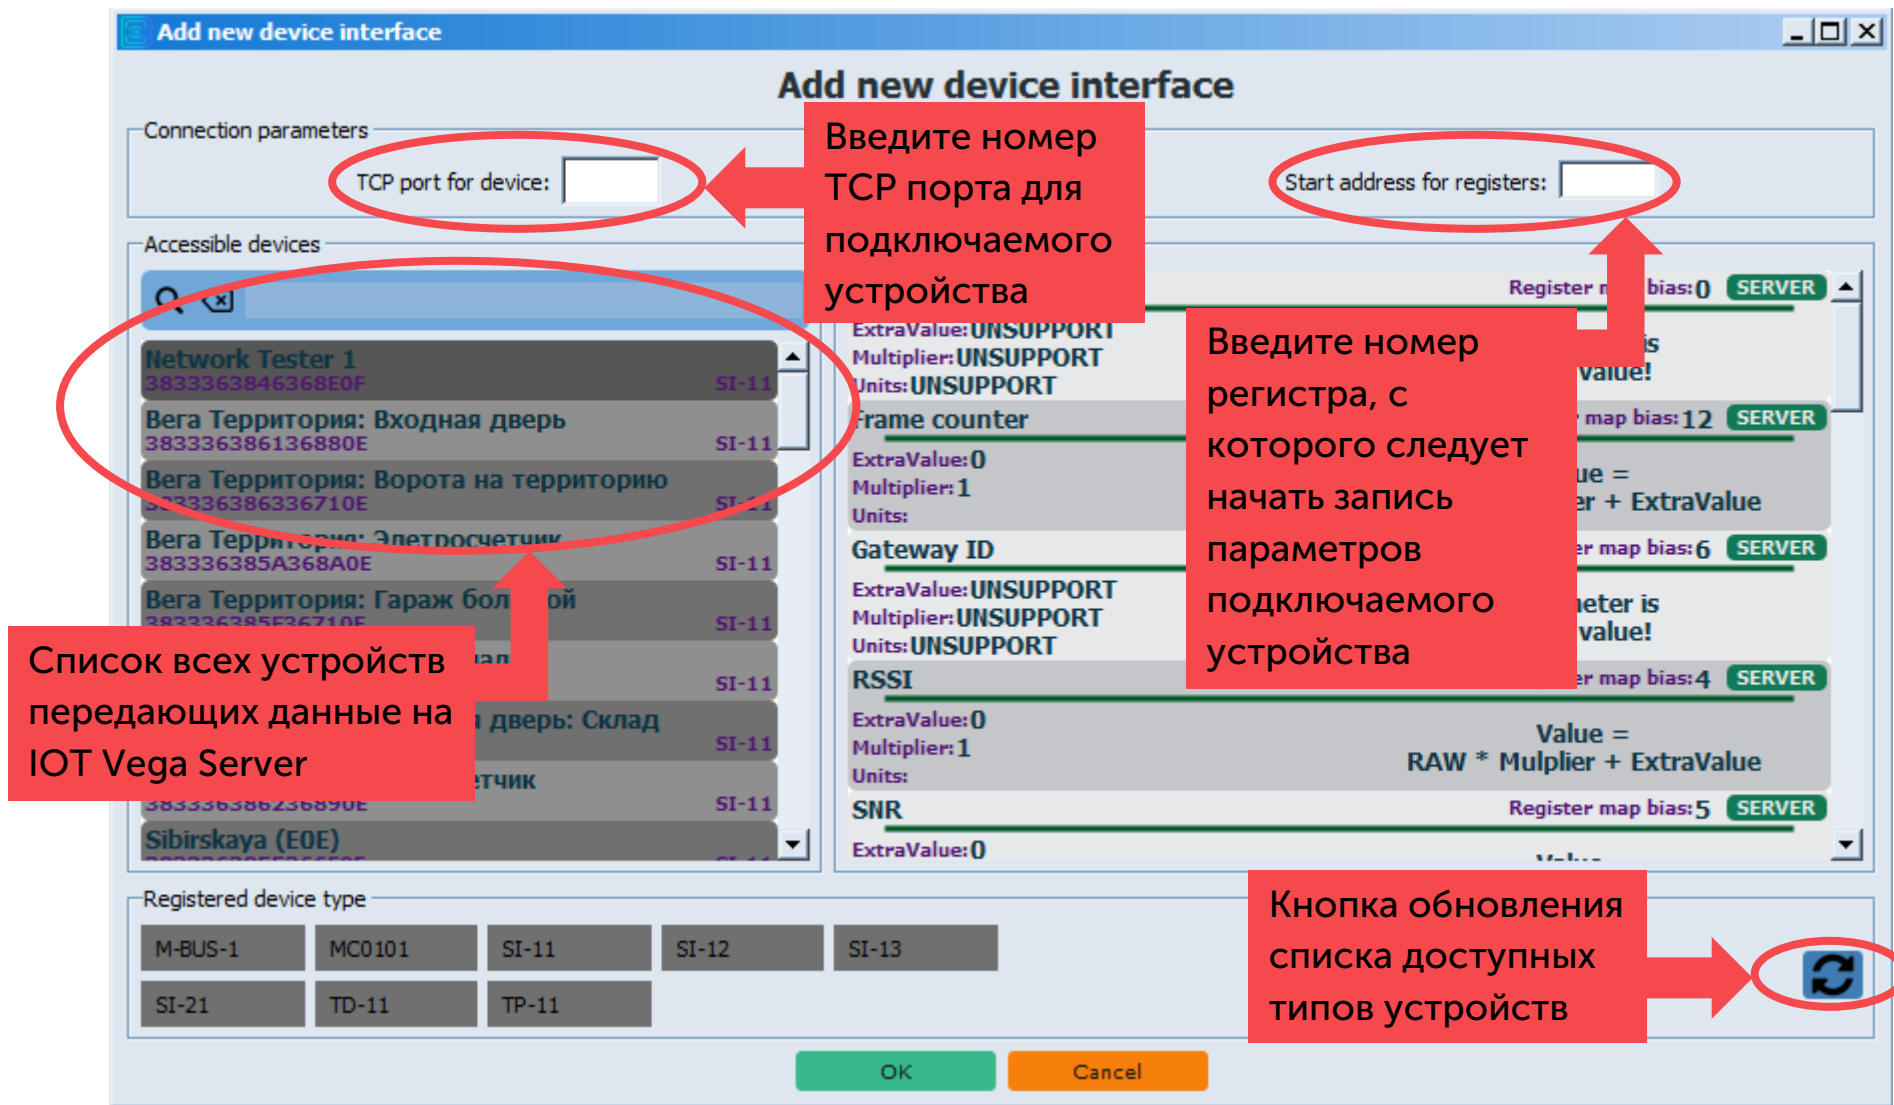 Add new device interface
Add new device interface
Connection parameters
TCP port for device:
Введите номер
TCP порта для
подключаемого
устройства
Start address for registers:
Accessible devices
Network Tester 1
3833363846368E0F SI-11
Вега Территория: Входная дверь
383336386136880E SI-11
Вега Территория: Ворота на территорию
383336386336710E SI-11
Вега Территория: Элетросчетчик
383336385A368A0E SI-11
Вега Территория: Гараж
383336385F36710F SI-11
SI-11
дверь: Склад
SI-11
383336386236890E SI-11
Sibirskaya (E0E)
Список всех устройств
передающих данные на
IOT Vega Server
Register bias: 0 SERVER
ExtraValue: UNSUPPORT
Multiplier: UNSUPPORT
Units: UNSUPPORT
is
value!
Frame counter
map bias: 12 SERVER
ExtraValue: 0
Multiplier: 1
Units:
=
+ ExtraValue
Gateway ID
map bias: 6 SERVER
ExtraValue: UNSUPPORT
Multiplier: UNSUPPORT
Units: UNSUPPORT
is
value!
RSSI
map bias: 4 SERVER
ExtraValue: 0
Multiplier: 1
Units:
Value =
RAW * Mulplier + ExtraValue
SNR Register map bias: 5 SERVER
ExtraValue: 0
Введите номер
регистра, с
которого следует
начать запись
параметров
подключаемого
устройства
Registered device type
M-BUS-1 MC0101 SI-11 SI-12 SI-13
SI-21 TD-11 TP-11
Кнопка обновления
списка доступных
типов устройств
OK Cancel